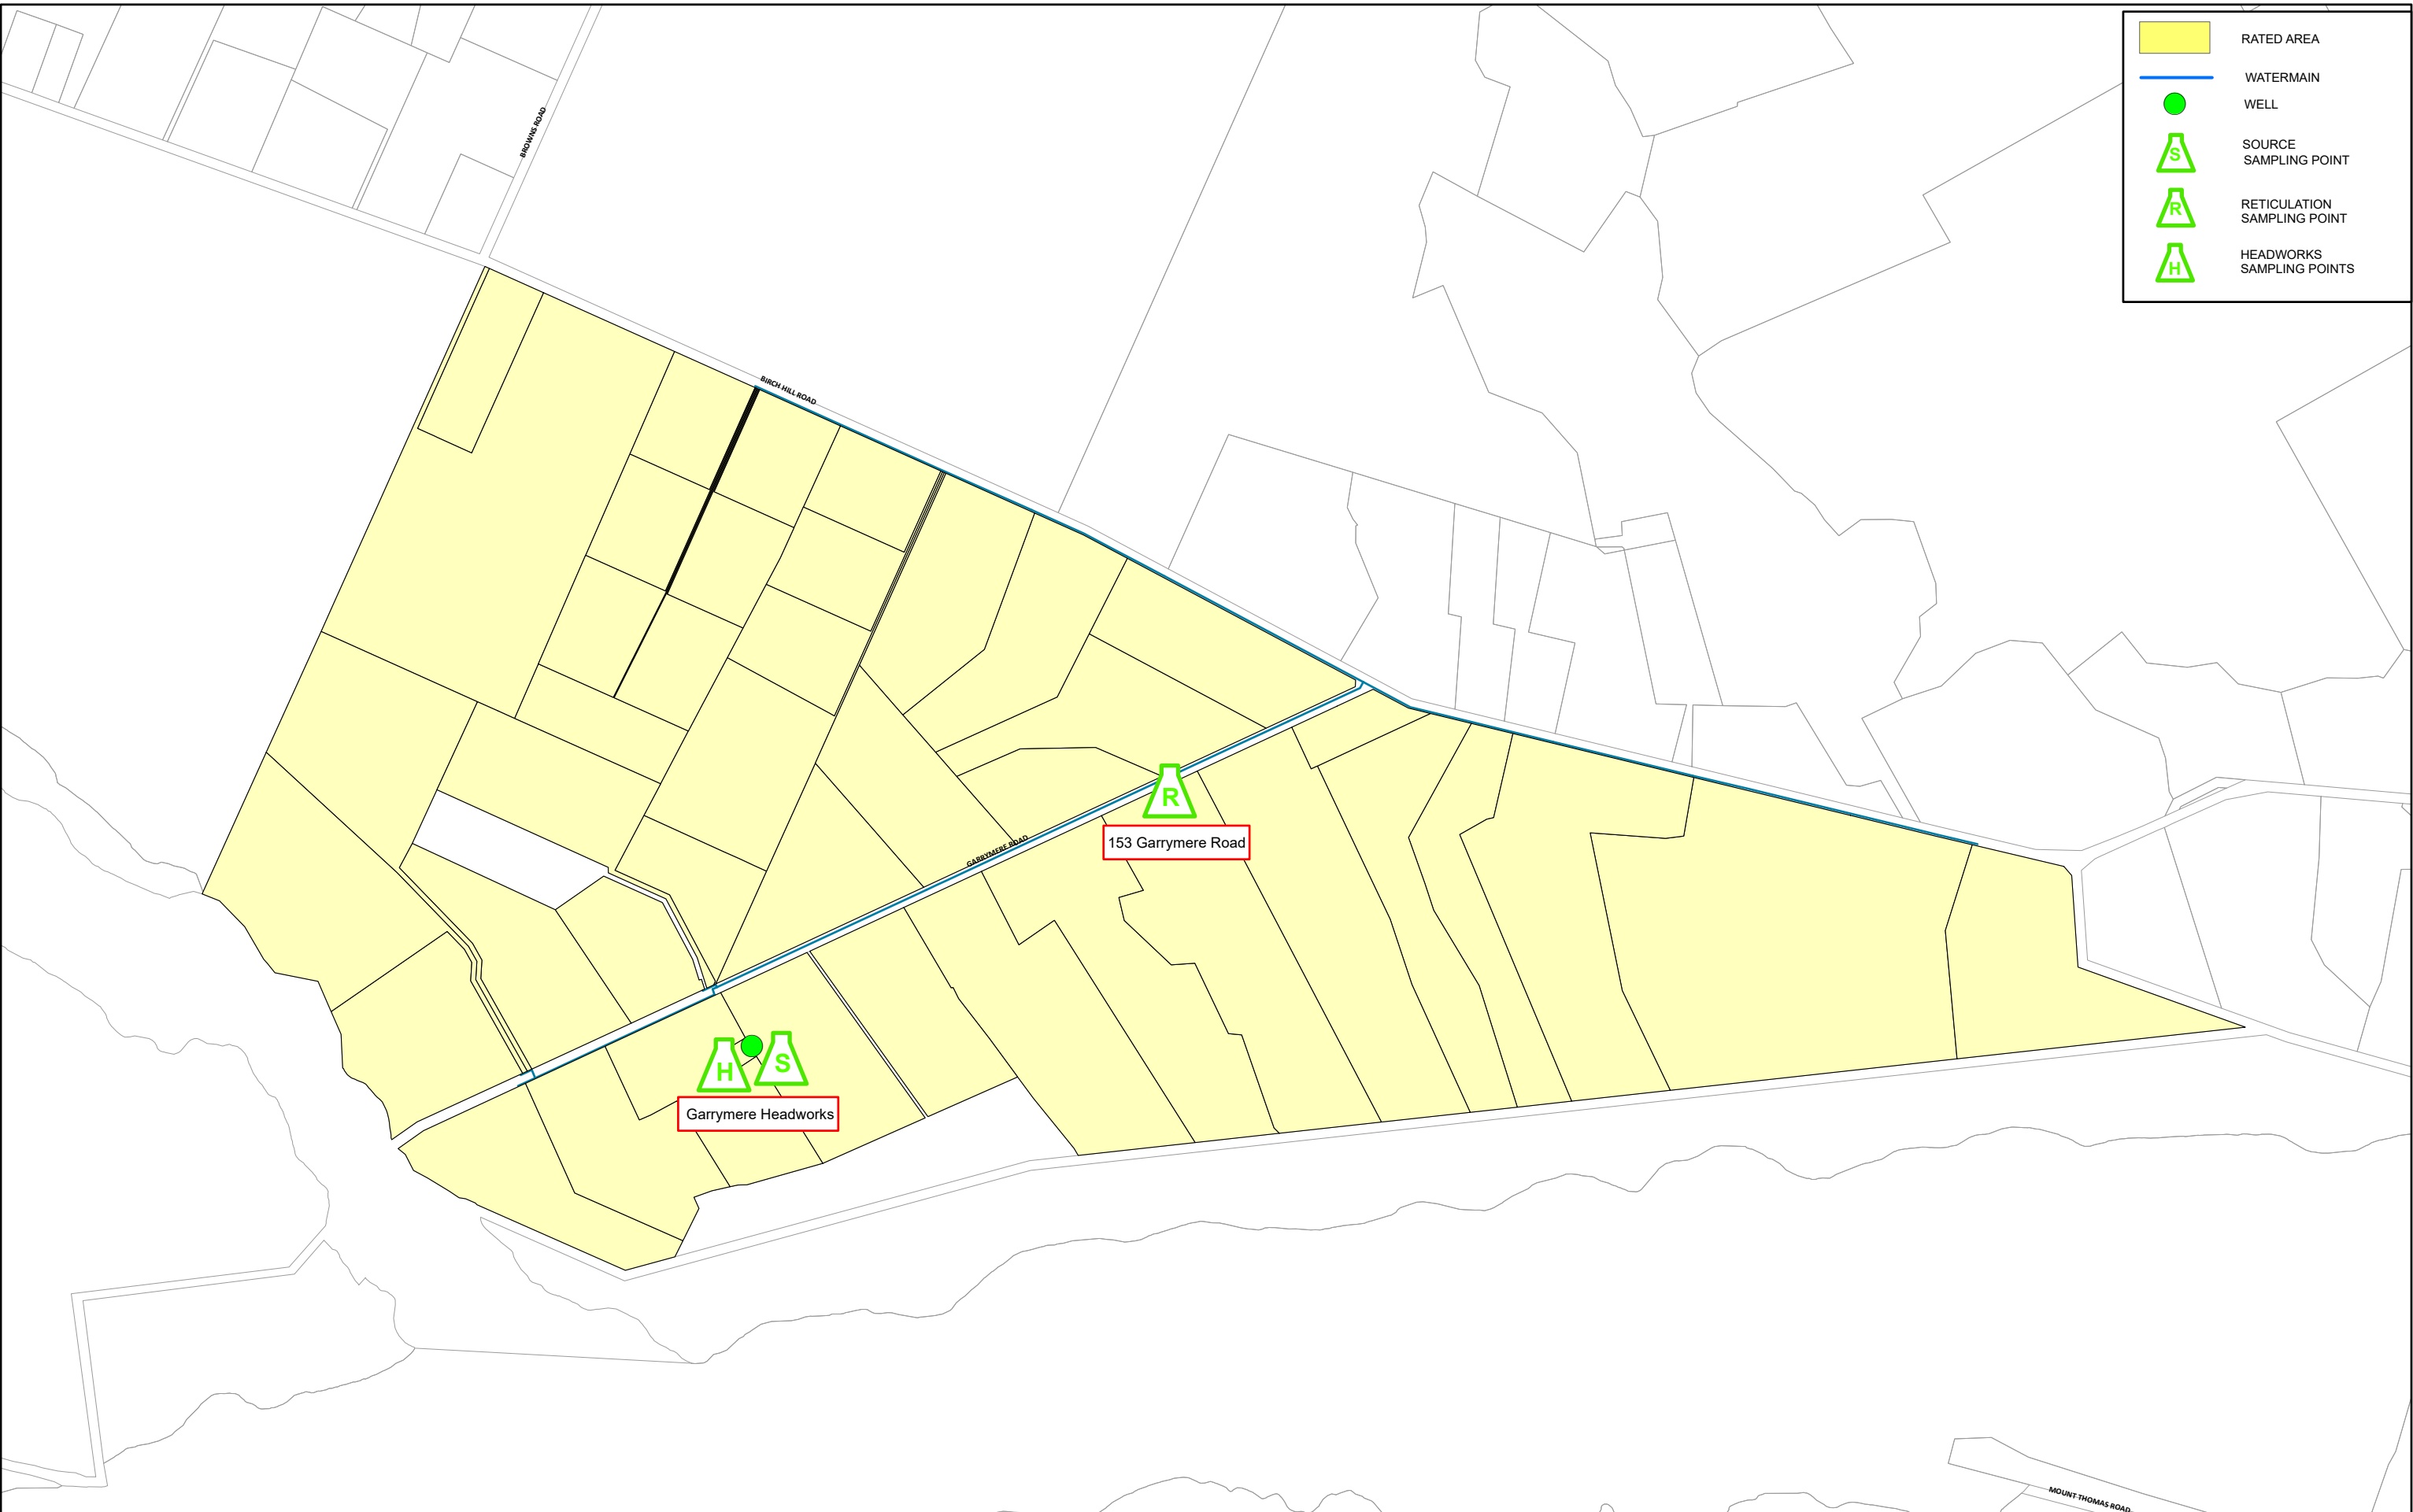 RATED AREA
WATERMAIN
WELL
S
SOURCE
SAMPLING POINT
R
RETICULATION
SAMPLING POINT
H
HEADWORKS
SAMPLING POINTS
BROWNS ROAD
BIRCH HILL ROAD
R
153 Garrymere Road
GARRYMERE ROAD
H
S
Garrymere Headworks
MOUNT THOMAS ROAD